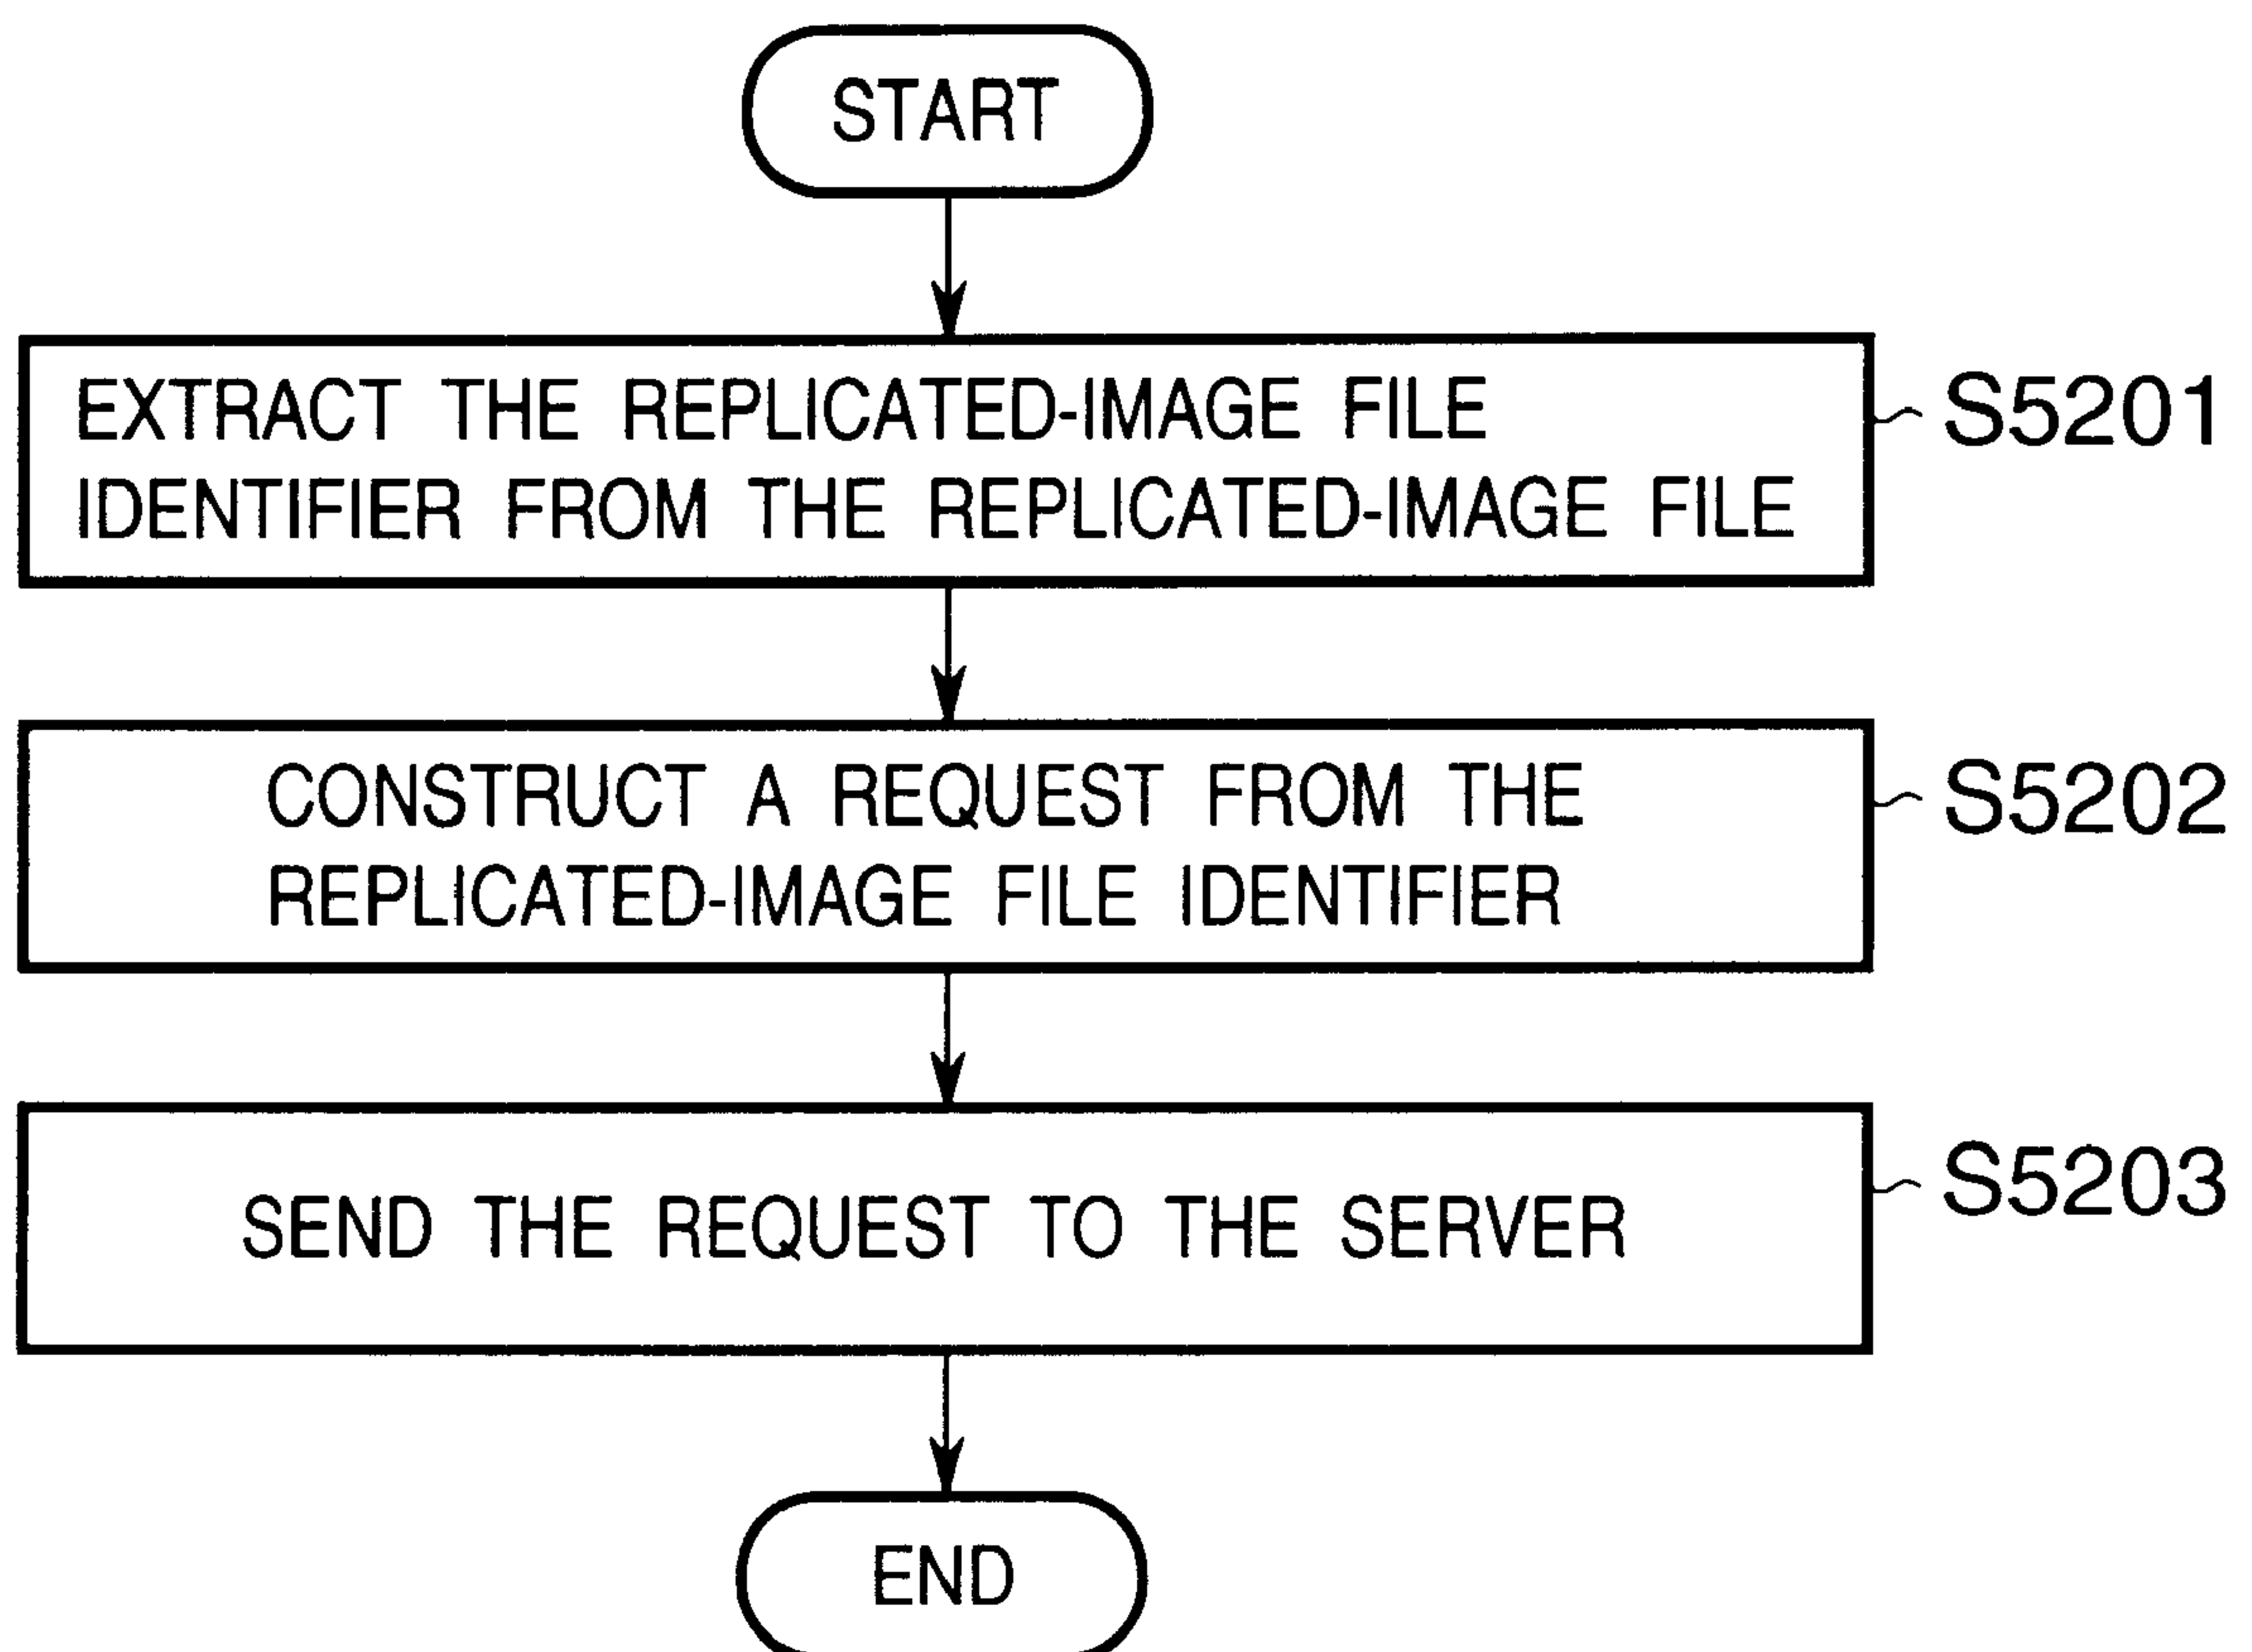 START
EXTRACT THE REPLICATED-IMAGE FILE
IDENTIFIER FROM THE REPLICATED-IMAGE FILE
S5201
CONSTRUCT A REQUEST FROM THE
REPLICATED-IMAGE FILE IDENTIFIER
S5202
SEND THE REQUEST TO THE SERVER
S5203
END